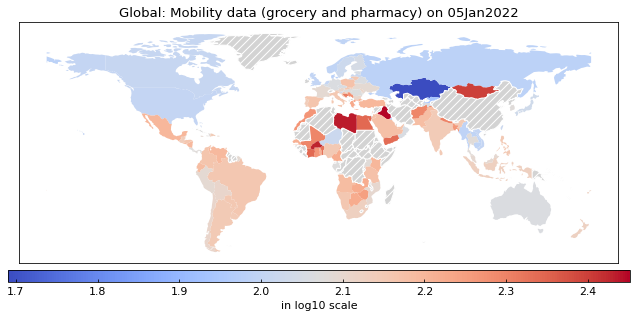 Global: Mobility data (grocery and pharmacy) on 05Jan2022
1.7 1.8 1.9 2.0 2.1 2.2 2.3 2.4
in log10 scale